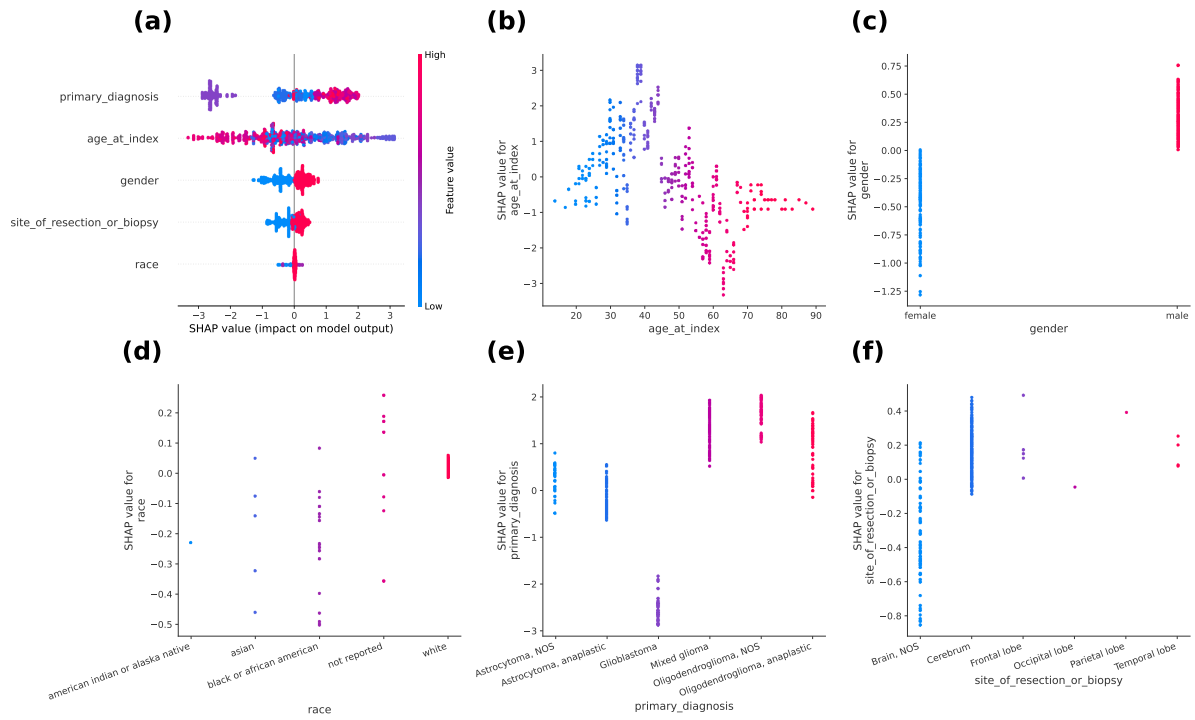 (a)
High
primary_diagnosis
age_at_index
gender
site_of_resection_or_biopsy
race
Feature value
Low
−3
−2
−1
0
1
2
3
SHAP value (impact on model output)
(b)
3
2
1
0
−1
−2
−3
SHAP value for
age_at_index
20
30
40
50
60
70
80
90
age_at_index
(c)
0.75
0.50
0.25
0.00
−0.25
−0.50
−0.75
−1.00
−1.25
SHAP value for
gender
female
male
gender
(d)
0.2
0.1
0.0
−0.1
−0.2
−0.3
−0.4
−0.5
SHAP value for
race
american indian or alaska native
asian
black or african american
not reported
white
race
(e)
2
1
0
−1
−2
−3
SHAP value for
primary_diagnosis
Astrocytoma, NOS
Astrocytoma, anaplastic
Glioblastoma
Mixed glioma
Oligodendroglioma, NOS
Oligodendroglioma, anaplastic
primary_diagnosis
(f)
0.4
0.2
0.0
−0.2
−0.4
−0.6
−0.8
SHAP value for
site_of_resection_or_biopsy
Brain, NOS
Cerebrum
Frontal lobe
Occipital lobe
Parietal lobe
Temporal lobe
site_of_resection_or_biopsy